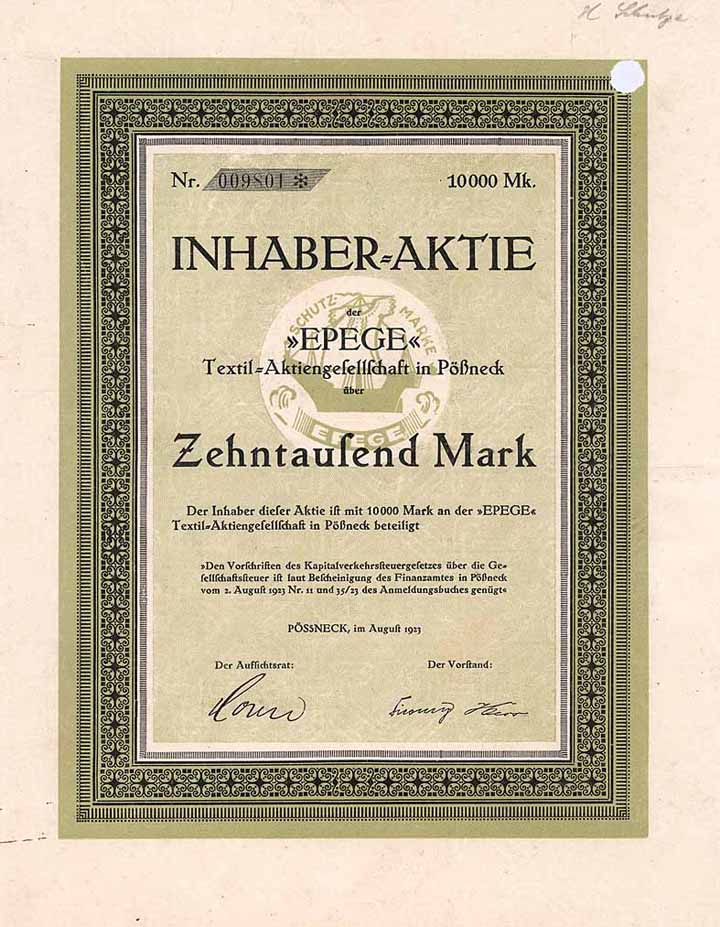 Nr. 009801 * 10000 Mk.
INHABER=AKTIE
SCHUTZ-MARKE
der
»EPEGE«
Textil=Aktiengeſellſchaft in Pößneck
über
EPEGE
Zehntauſend Mark
Der Inhaber dieſer Aktie iſt mit 10000 Mark an der »EPEGE«
Textil=Aktiengeſellſchaft in Pößneck beteiligt
»Den Vorſchriften des Kapitalverkehrsſteuergeſetzes über die Ge=
ſellſchaftsſteuer iſt laut Beſcheinigung des Finanzamtes in Pößneck
vom 2. Auguſt 1923 Nr. 11 und 35/23 des Anmeldungsbuches genügt«
PÖSSNECK, im Auguſt 1923
Der Aufſichtsrat: Der Vorſtand: